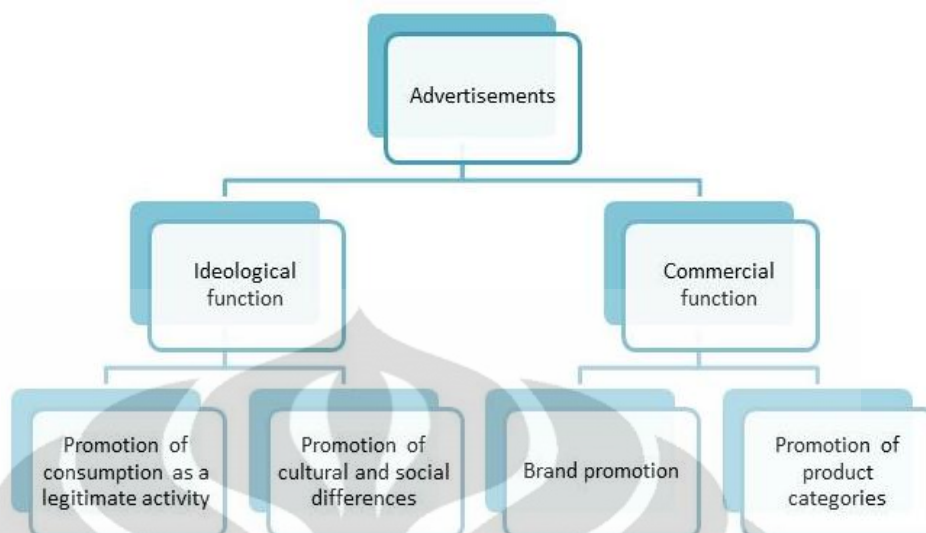 Advertisements
Ideological
function
Commercial
function
Promotion of
consumption as a
legitimate activity
Promotion of
cultural and social
differences
Brand promotion
Promotion of
product
categories